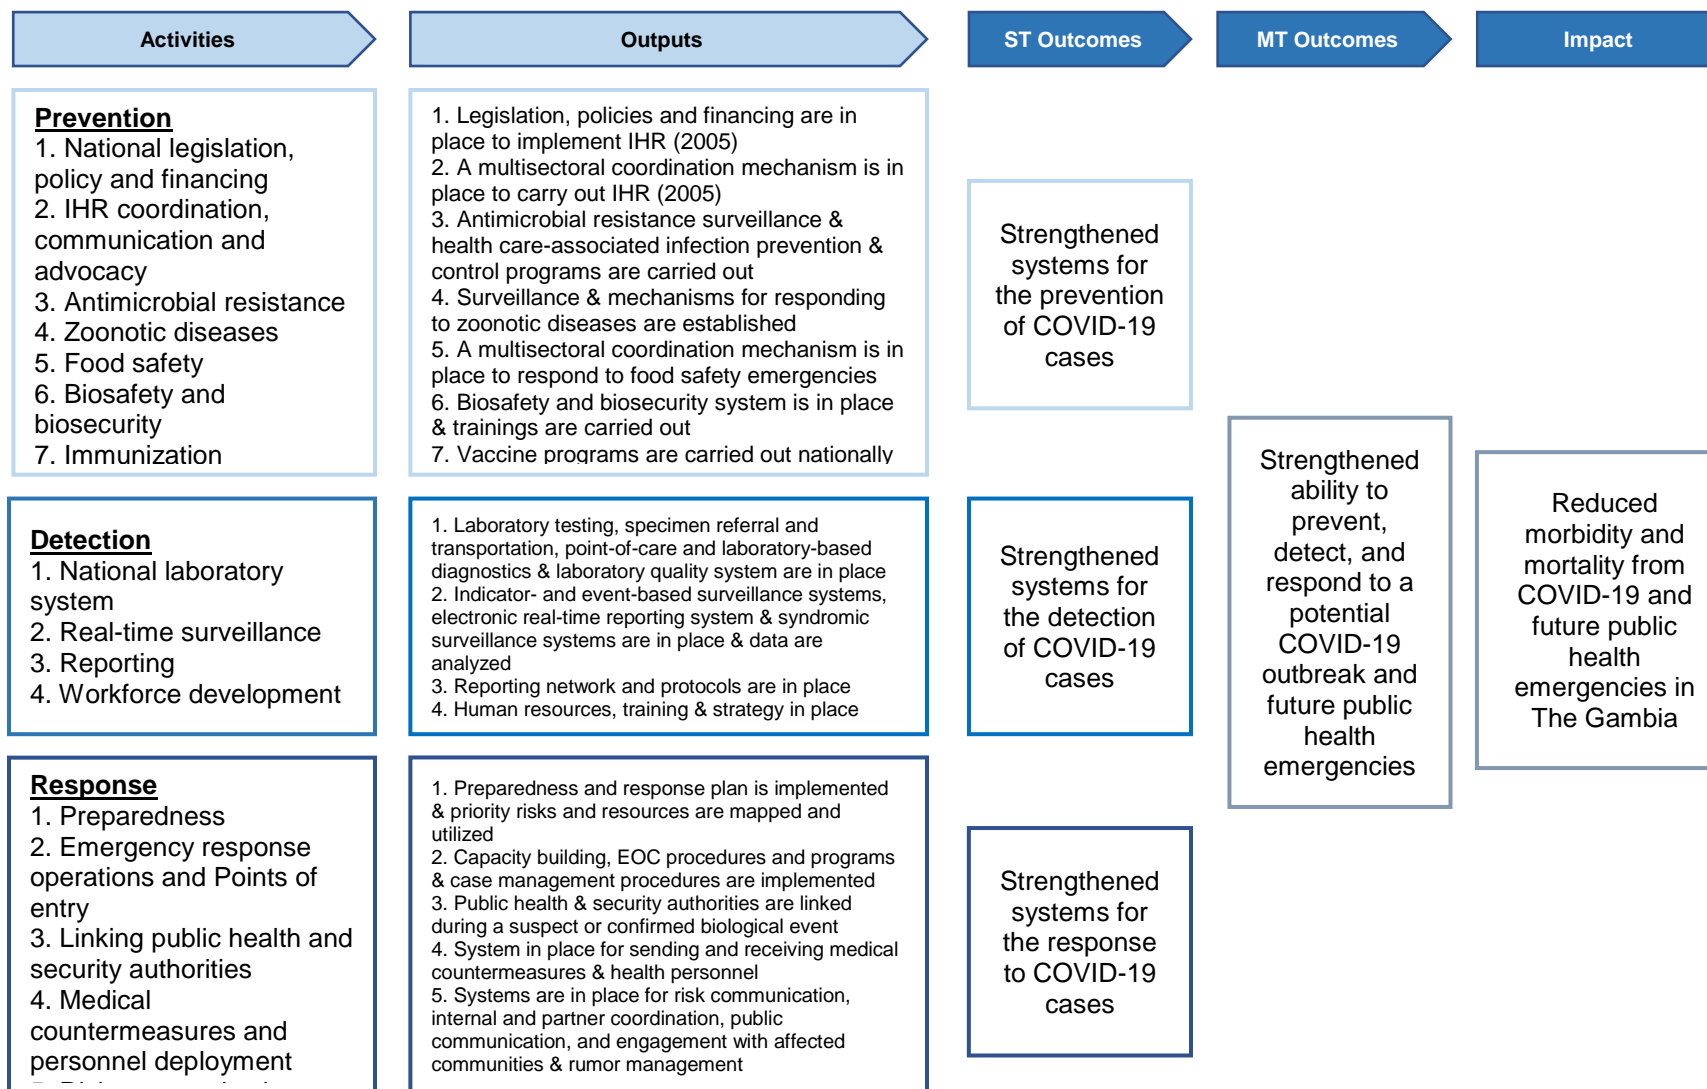 Activities
Outputs
ST Outcomes
MT Outcomes
Impact
Prevention
1. National legislation,
policy and financing
2. IHR coordination,
communication and
advocacy
3. Antimicrobial resistance
4. Zoonotic diseases
5. Food safety
6. Biosafety and
biosecurity
7. Immunization
1. Legislation, policies and financing are in
place to implement IHR (2005)
2. A multisectoral coordination mechanism is in
place to carry out IHR (2005)
3. Antimicrobial resistance surveillance &
health care-associated infection prevention &
control programs are carried out
4. Surveillance & mechanisms for responding
to zoonotic diseases are established
5. A multisectoral coordination mechanism is in
place to respond to food safety emergencies
6. Biosafety and biosecurity system is in place
& trainings are carried out
7. Vaccine programs are carried out nationally
Strengthened
systems for
the prevention
of COVID-19
cases
Detection
1. National laboratory
system
2. Real-time surveillance
3. Reporting
4. Workforce development
1. Laboratory testing, specimen referral and
transportation, point-of-care and laboratory-based
diagnostics & laboratory quality system are in place
2. Indicator- and event-based surveillance systems,
electronic real-time reporting system & syndromic
surveillance systems are in place & data are
analyzed
3. Reporting network and protocols are in place
4. Human resources, training & strategy in place
Strengthened
systems for
the detection
of COVID-19
cases
Response
1. Preparedness
2. Emergency response
operations and Points of
entry
3. Linking public health and
security authorities
4. Medical
countermeasures and
personnel deployment
1. Preparedness and response plan is implemented
& priority risks and resources are mapped and
utilized
2. Capacity building, EOC procedures and programs
& case management procedures are implemented
3. Public health & security authorities are linked
during a suspect or confirmed biological event
4. System in place for sending and receiving medical
countermeasures & health personnel
5. Systems are in place for risk communication,
internal and partner coordination, public
communication, and engagement with affected
communities & rumor management
Strengthened
systems for
the response
to COVID-19
cases
Strengthened
ability to
prevent,
detect, and
respond to a
potential
COVID-19
outbreak and
future public
health
emergencies
Reduced
morbidity and
mortality from
COVID-19 and
future public
health
emergencies in
The Gambia